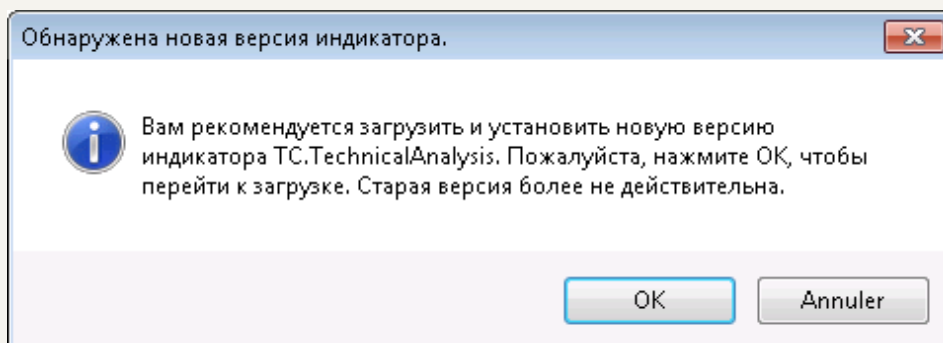 Обнаружена новая версия индикатора.
Вам рекомендуется загрузить и установить новую версию
индикатора TC.TechnicalAnalysis. Пожалуйста, нажмите ОК, чтобы
перейти к загрузке. Старая версия более не действительна.
OK
Annuler